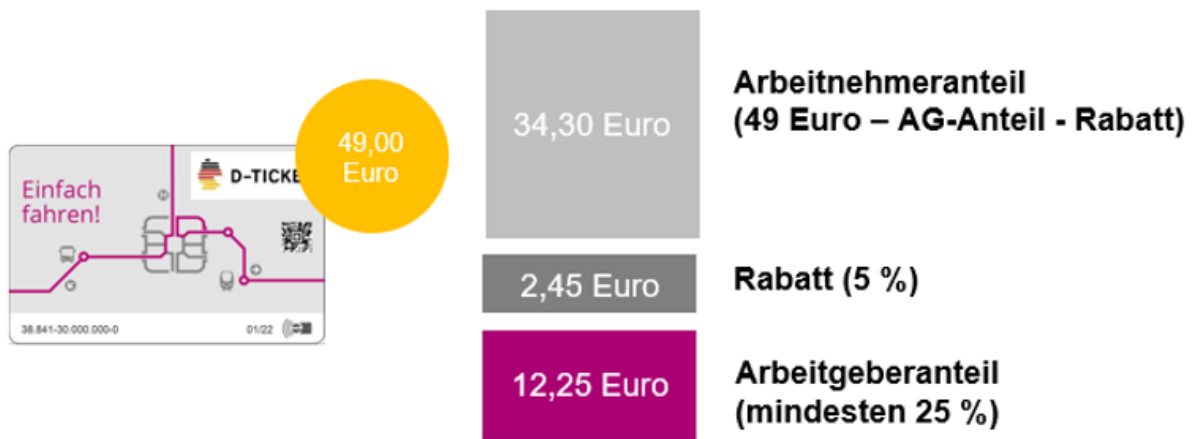 Einfach
fahren!
D-TICKE
38.841-30.000.000-0
01/22
49,00
Euro
34,30 Euro
Arbeitnehmeranteil
(49 Euro – AG-Anteil - Rabatt)
2,45 Euro
Rabatt (5 %)
12,25 Euro
Arbeitgeberanteil
(mindesten 25 %)